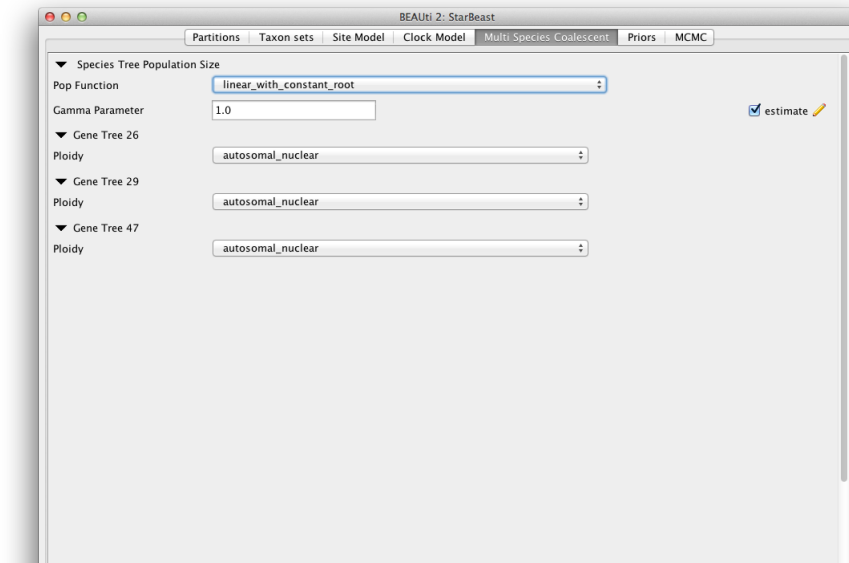 BEAUti 2: StarBeast
Partitions Taxon sets Site Model Clock Model Multi Species Coalescent Priors MCMC
Species Tree Population Size
Pop Function linear_with_constant_root
Gamma Parameter 1.0 estimate
Gene Tree 26
Ploidy autosomal_nuclear
Gene Tree 29
Ploidy autosomal_nuclear
Gene Tree 47
Ploidy autosomal_nuclear